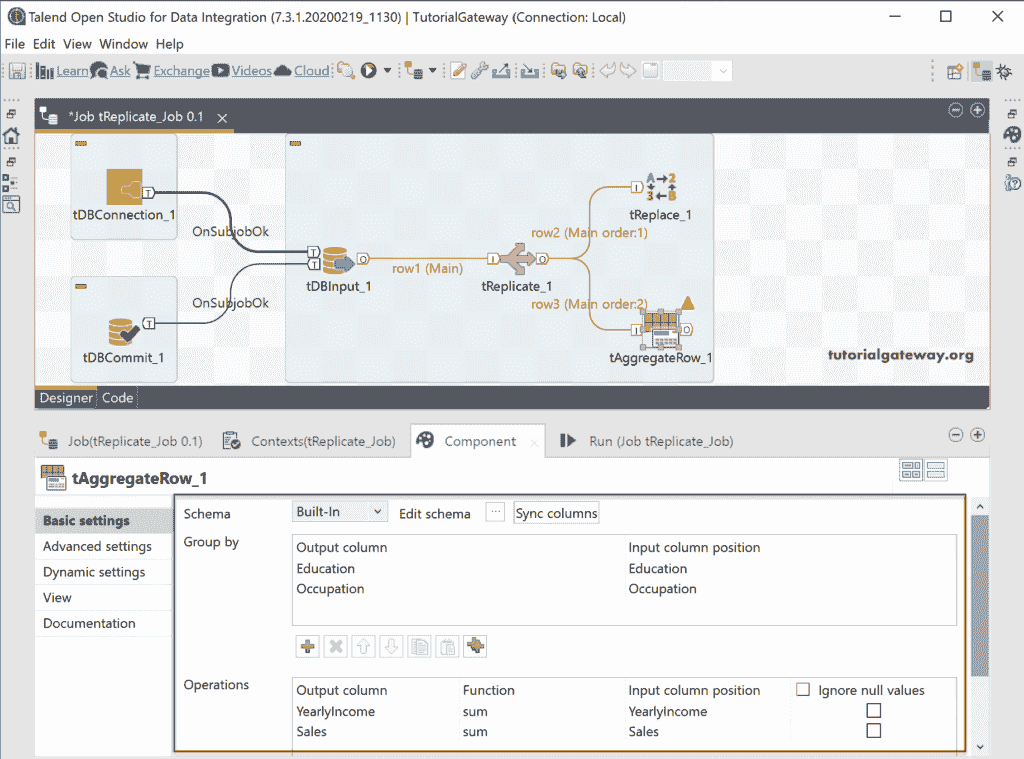 Talend Open Studio for Data Integration (7.3.1.20200219_1130) | TutorialGateway (Connection: Local)
File Edit View Window Help
Learn Ask Exchange Videos Cloud
*Job tReplicate_Job 0.1
T
tDBConnection_1
OnSubjobOk
T
T
tDBInput_1
O
row1 (Main)
I
O
tReplicate_1
row2 (Main order:1)
I
A 2
3 B
tReplace_1
OnSubjobOk
T
tDBCommit_1
row3 (Main order:2)
I
O
tAggregateRow_1
tutorialgateway.org
Designer Code
Job(tReplicate_Job 0.1) Contexts(tReplicate_Job) Component Run (Job tReplicate_Job)
tAggregateRow_1
Basic settings
Advanced settings
Dynamic settings
View
Documentation
Schema Built-In Edit schema ... Sync columns
Group by
Output column Input column position
Education Education
Occupation Occupation
Operations
Output column Function Input column position Ignore null values
YearlyIncome sum YearlyIncome
Sales sum Sales